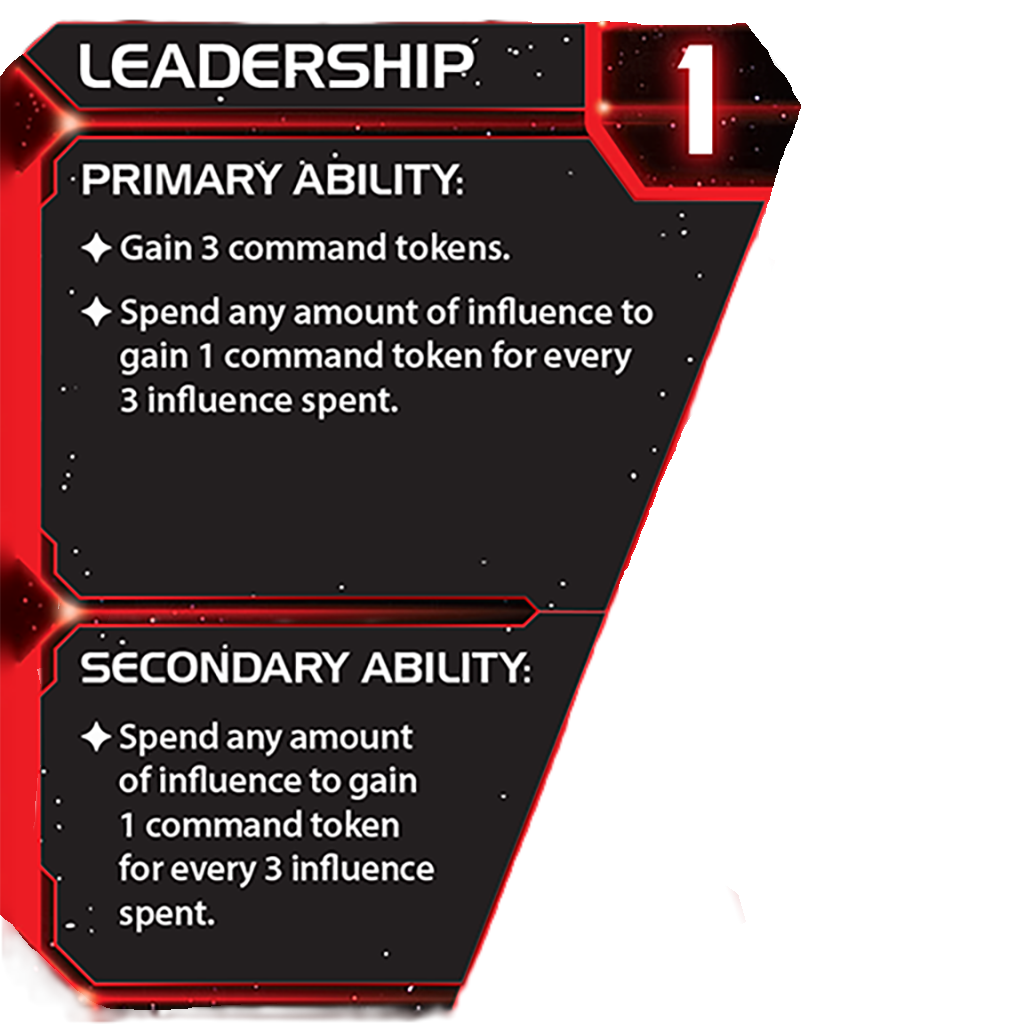 LEADERSHIP
1
PRIMARY ABILITY:
Gain 3 command tokens.
Spend any amount of influence to
gain 1 command token for every
3 influence spent.
SECONDARY ABILITY:
Spend any amount
of influence to gain
1 command token
for every 3 influence
spent.